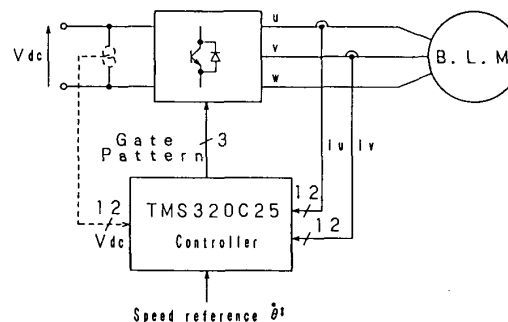 u
v
w
Vdc
B. L. M
Gate
Pattern
3
Iu Iv
12
12
12
Vdc
TMS320C25
Controller
Speed reference θ̇*